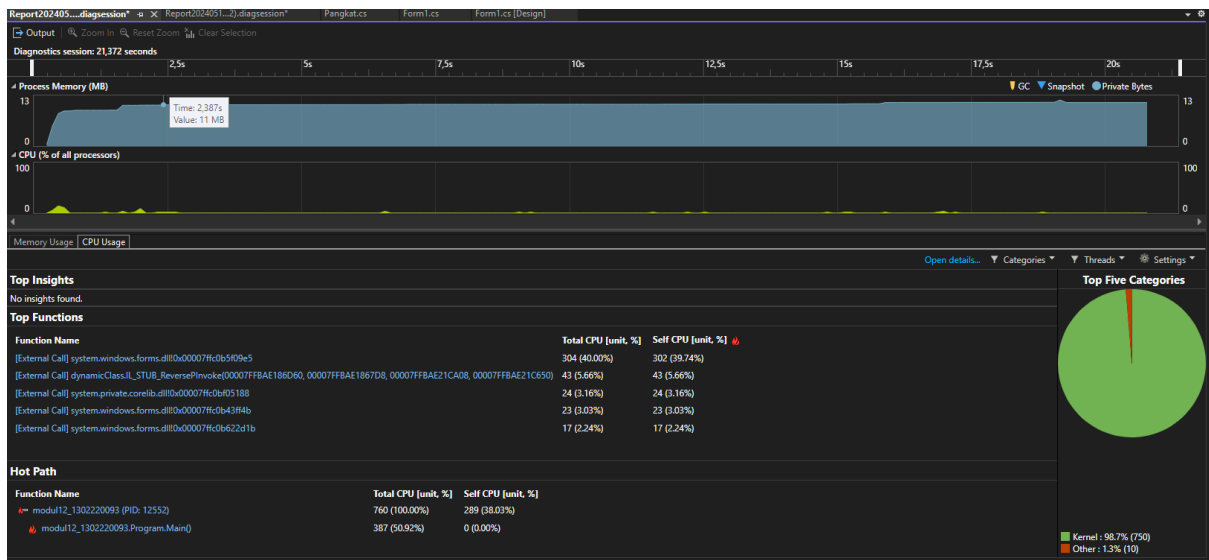 Report202405....diagsession* Report2024051...2).diagsession* Pangkat.cs Form1.cs Form1.cs [Design]
Output Zoom In Reset Zoom Clear Selection
Diagnostics session: 21,372 seconds
2,5s 5s 7,5s 10s 12,5s 15s 17,5s 20s
Process Memory (MB) GC Snapshot Private Bytes
13 13
Time: 2,387s
Value: 11 MB
0 0
CPU (% of all processors)
100 100
0 0
Memory Usage CPU Usage
Open details... Categories Threads Settings
Top Insights Top Five Categories
No insights found.
Top Functions
Function Name Total CPU [unit, %] Self CPU [unit, %]
[External Call] system.windows.forms.dll!0x00007ffc0b5f09e5 304 (40.00%) 302 (39.74%)
[External Call] dynamicClass.IL_STUB_ReversePInvoke(00007FFBAE186D60, 00007FFBAE1867D8, 00007FFBAE21CA08, 00007FFBAE21C650) 43 (5.66%) 43 (5.66%)
[External Call] system.private.corelib.dll!0x00007ffc0bf05188 24 (3.16%) 24 (3.16%)
[External Call] system.windows.forms.dll!0x00007ffc0b43ff4b 23 (3.03%) 23 (3.03%)
[External Call] system.windows.forms.dll!0x00007ffc0b622d1b 17 (2.24%) 17 (2.24%)
Hot Path
Function Name Total CPU [unit, %] Self CPU [unit, %]
modul12_1302220093 (PID: 12552) 760 (100.00%) 289 (38.03%)
modul12_1302220093.Program.Main() 387 (50.92%) 0 (0.00%)
Kernel : 98.7% (750)
Other : 1.3% (10)